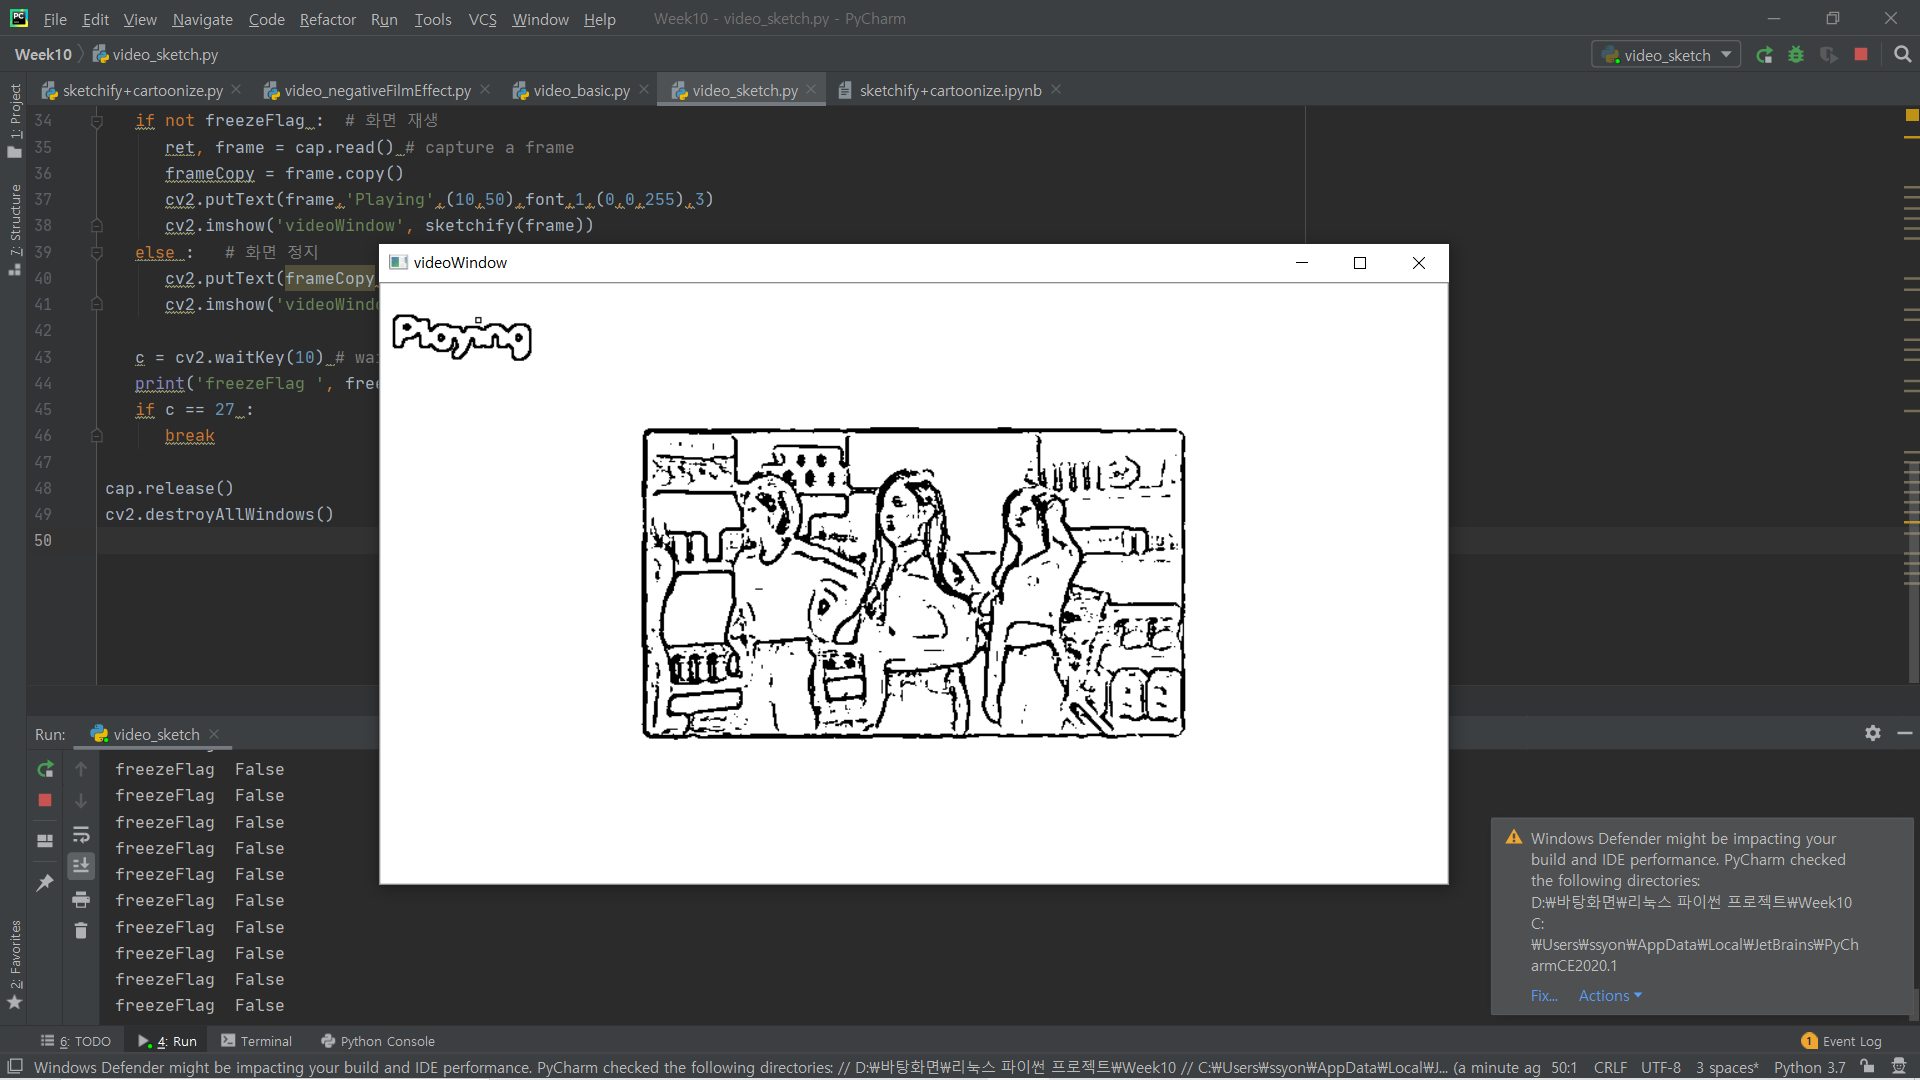 File Edit View Navigate Code Refactor Run Tools VCS Window Help Week10 - video_sketch.py - PyCharm
Week10 video_sketch.py video_sketch
sketchify+cartoonize.py video_negativeFilmEffect.py video_basic.py video_sketch.py sketchify+cartoonize.ipynb
1: Project
7: Structure
2: Favorites
34 if not freezeFlag : # 화면 재생
35 ret, frame = cap.read() # capture a frame
36 frameCopy = frame.copy()
37 cv2.putText(frame,'Playing',(10,50),font,1,(0,0,255),3)
38 cv2.imshow('videoWindow', sketchify(frame))
39 else : # 화면 정지
40 cv2.putText(frameCopy
41 cv2.imshow('videoWindo
42
43 c = cv2.waitKey(10) # wa
44 print('freezeFlag ', free
45 if c == 27 :
46 break
47
48 cap.release()
49 cv2.destroyAllWindows()
50
videoWindow
Playing
Run: video_sketch
freezeFlag False
freezeFlag False
freezeFlag False
freezeFlag False
freezeFlag False
freezeFlag False
freezeFlag False
freezeFlag False
freezeFlag False
freezeFlag False
Windows Defender might be impacting your
build and IDE performance. PyCharm checked
the following directories:
D:₩바탕화면₩리눅스 파이썬 프로젝트₩Week10
C:
₩Users₩ssyon₩AppData₩Local₩JetBrains₩PyCh
armCE2020.1
Fix... Actions
6: TODO 4: Run Terminal Python Console 1 Event Log
Windows Defender might be impacting your build and IDE performance. PyCharm checked the following directories: // D:₩바탕화면₩리눅스 파이썬 프로젝트₩Week10 // C:₩Users₩ssyon₩AppData₩Local₩J... (a minute ag 50:1 CRLF UTF-8 3 spaces* Python 3.7